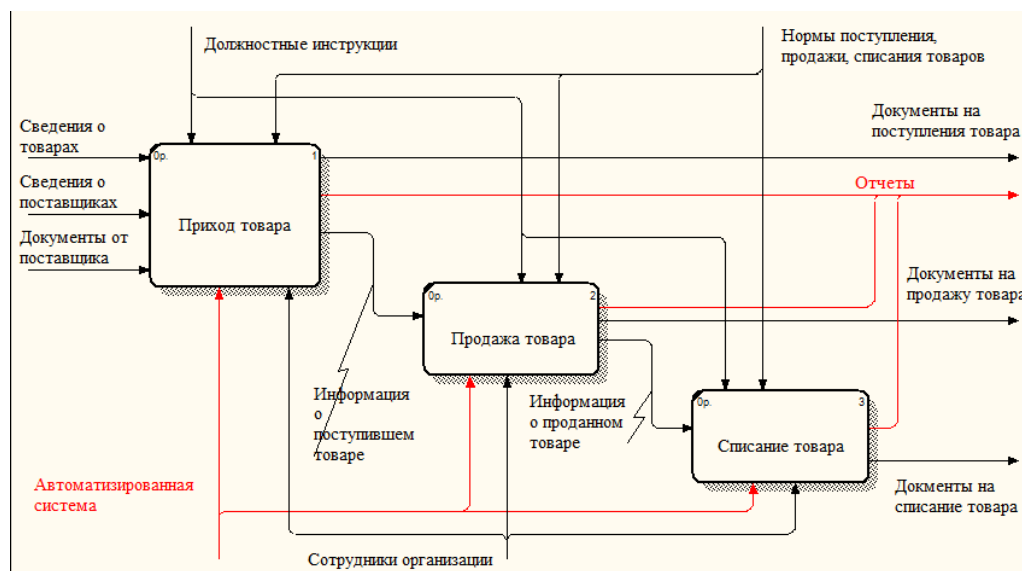 Должностные инструкции
Нормы поступления,
продажи, списания товаров
Сведения о
товарах
Сведения о
поставщиках
Документы от
поставщика
0р.
1
Приход товара
Документы на
поступления товара
Отчеты
Документы на
продажу товара
0р.
2
Продажа товара
Информация
о
поступившем
товаре
Информация
о проданном
товаре
0р.
3
Списание товара
Докменты на
списание товара
Автоматизированная
система
Сотрудники организации